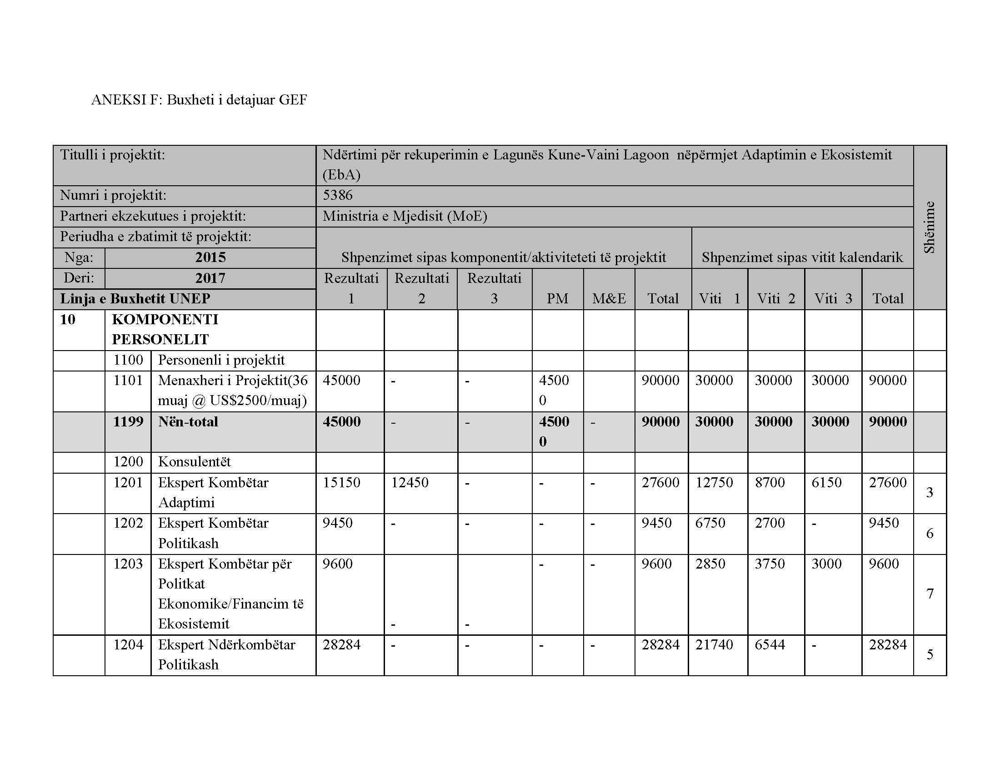 ANEKSI F: Buxheti i detajuar GEF
Titulli i projektit: Ndërtimi për rekuperimin e Lagunës Kune-Vaini Lagoon nëpërmjet Adaptimin e Ekosistemit
(EbA)
Numri i projektit: 5386
Partneri ekzekutues i projektit: Ministria e Mjedisit (MoE)
Periudha e zbatimit të projektit:
Nga: 2015 Shpenzimet sipas komponentit/aktiviteteti të projektit Shpenzimet sipas vitit kalendarik
Shënime
Deri: 2017 Rezultati Rezultati Rezultati
Linja e Buxhetit UNEP 1 2 3 PM M&E Total Viti 1 Viti 2 Viti 3 Total
10 KOMPONENTI
PERSONELIT
1100 Personenli i projektit
1101 Menaxheri i Projektit(36 45000 - - 4500 90000 30000 30000 30000 90000
muaj @ US$2500/muaj) 0
1199 Nën-total 45000 - - 4500 - 90000 30000 30000 30000 90000
0
1200 Konsulentët
1201 Ekspert Kombëtar 15150 12450 - - - 27600 12750 8700 6150 27600
Adaptimi 3
1202 Ekspert Kombëtar 9450 - - - - 9450 6750 2700 - 9450
Politikash 6
1203 Ekspert Kombëtar për 9600 - - 9600 2850 3750 3000 9600
Politkat
Ekonomike/Financim të 7
Ekosistemit - -
1204 Ekspert Ndërkombëtar 28284 - - - - 28284 21740 6544 - 28284
Politikash 5